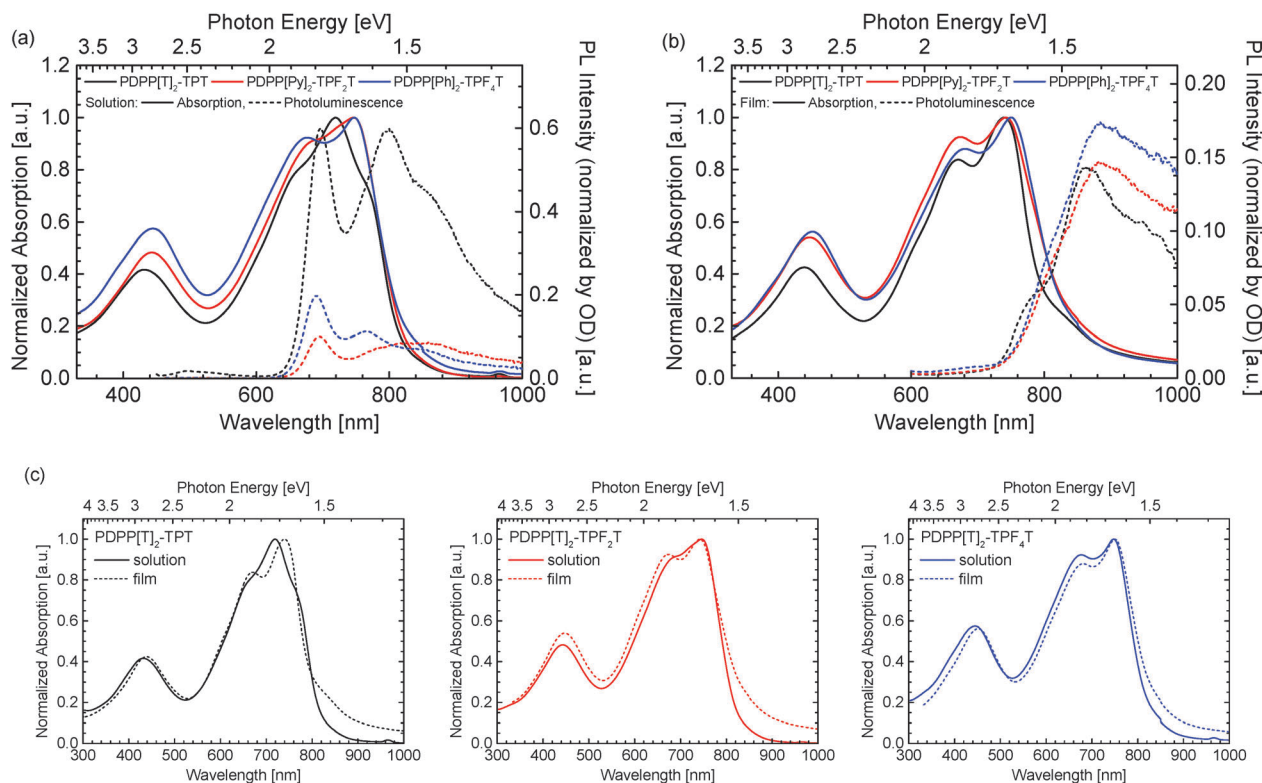 (a)
Photon Energy [eV]
3.5 3 2.5 2 1.5
PDPP[T]₂-TPT PDPP[Py]₂-TPF₂T PDPP[Ph]₂-TPF₄T
Solution: Absorption, Photoluminescence
Normalized Absorption [a.u.]
1.2
1.0
0.8
0.6
0.4
0.2
0.0
PL Intensity (normalized by OD) [a.u.]
0.6
0.4
0.2
0.0
400 600 800 1000
Wavelength [nm]
(b)
Photon Energy [eV]
3.5 3 2.5 2 1.5
PDPP[T]₂-TPT PDPP[Py]₂-TPF₂T PDPP[Ph]₂-TPF₄T
Film: Absorption, Photoluminescence
Normalized Absorption [a.u.]
1.2
1.0
0.8
0.6
0.4
0.2
0.0
PL Intensity (normalized by OD) [a.u.]
0.20
0.15
0.10
0.05
0.00
400 600 800 1000
Wavelength [nm]
(c)
Photon Energy [eV]
4 3.5 3 2.5 2 1.5
PDPP[T]₂-TPT
solution
film
Normalized Absorption [a.u.]
1.0
0.8
0.6
0.4
0.2
0.0
300 400 500 600 700 800 900 1000
Wavelength [nm]
Photon Energy [eV]
4 3.5 3 2.5 2 1.5
PDPP[T]₂-TPF₂T
solution
film
Normalized Absorption [a.u.]
1.0
0.8
0.6
0.4
0.2
0.0
300 400 500 600 700 800 900 1000
Wavelength [nm]
Photon Energy [eV]
4 3.5 3 2.5 2 1.5
PDPP[T]₂-TPF₄T
solution
film
Normalized Absorption [a.u.]
1.0
0.8
0.6
0.4
0.2
0.0
300 400 500 600 700 800 900 1000
Wavelength [nm]